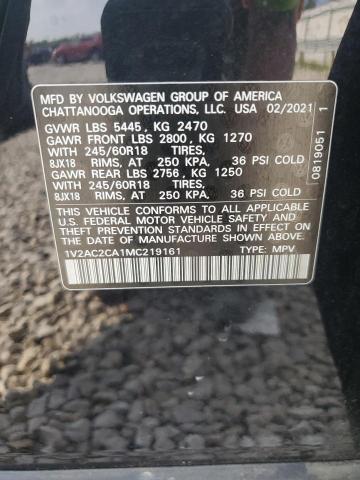 MFD BY VOLKSWAGEN GROUP OF AMERICA
CHATTANOOGA OPERATIONS, LLC. USA 02/2021
GVWR LBS 5445, KG 2470
GAWR FRONT LBS 2800, KG 1270
WITH 245/60R18 TIRES,
8JX18 RIMS, AT 250 KPA, 36 PSI COLD
GAWR REAR LBS 2756, KG 1250
WITH 245/60R18 TIRES,
8JX18 RIMS, AT 250 KPA, 36 PSI COLD
THIS VEHICLE CONFORMS TO ALL APPLICABLE
U.S. FEDERAL MOTOR VEHICLE SAFETY AND
THEFT PREVENTION STANDARDS IN EFFECT
ON THE DATE OF MANUFACTURE SHOWN ABOVE.
1V2AC2CA1MC219161 TYPE: MPV
0819051 1